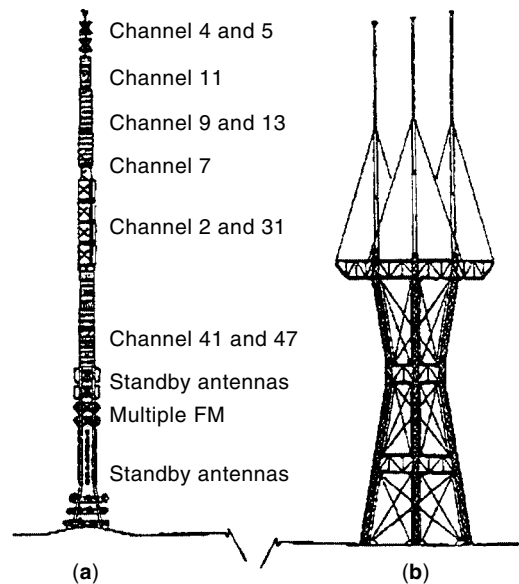 Channel 4 and 5
Channel 11
Channel 9 and 13
Channel 7
Channel 2 and 31
Channel 41 and 47
Standby antennas
Multiple FM
Standby antennas
(a)
(b)